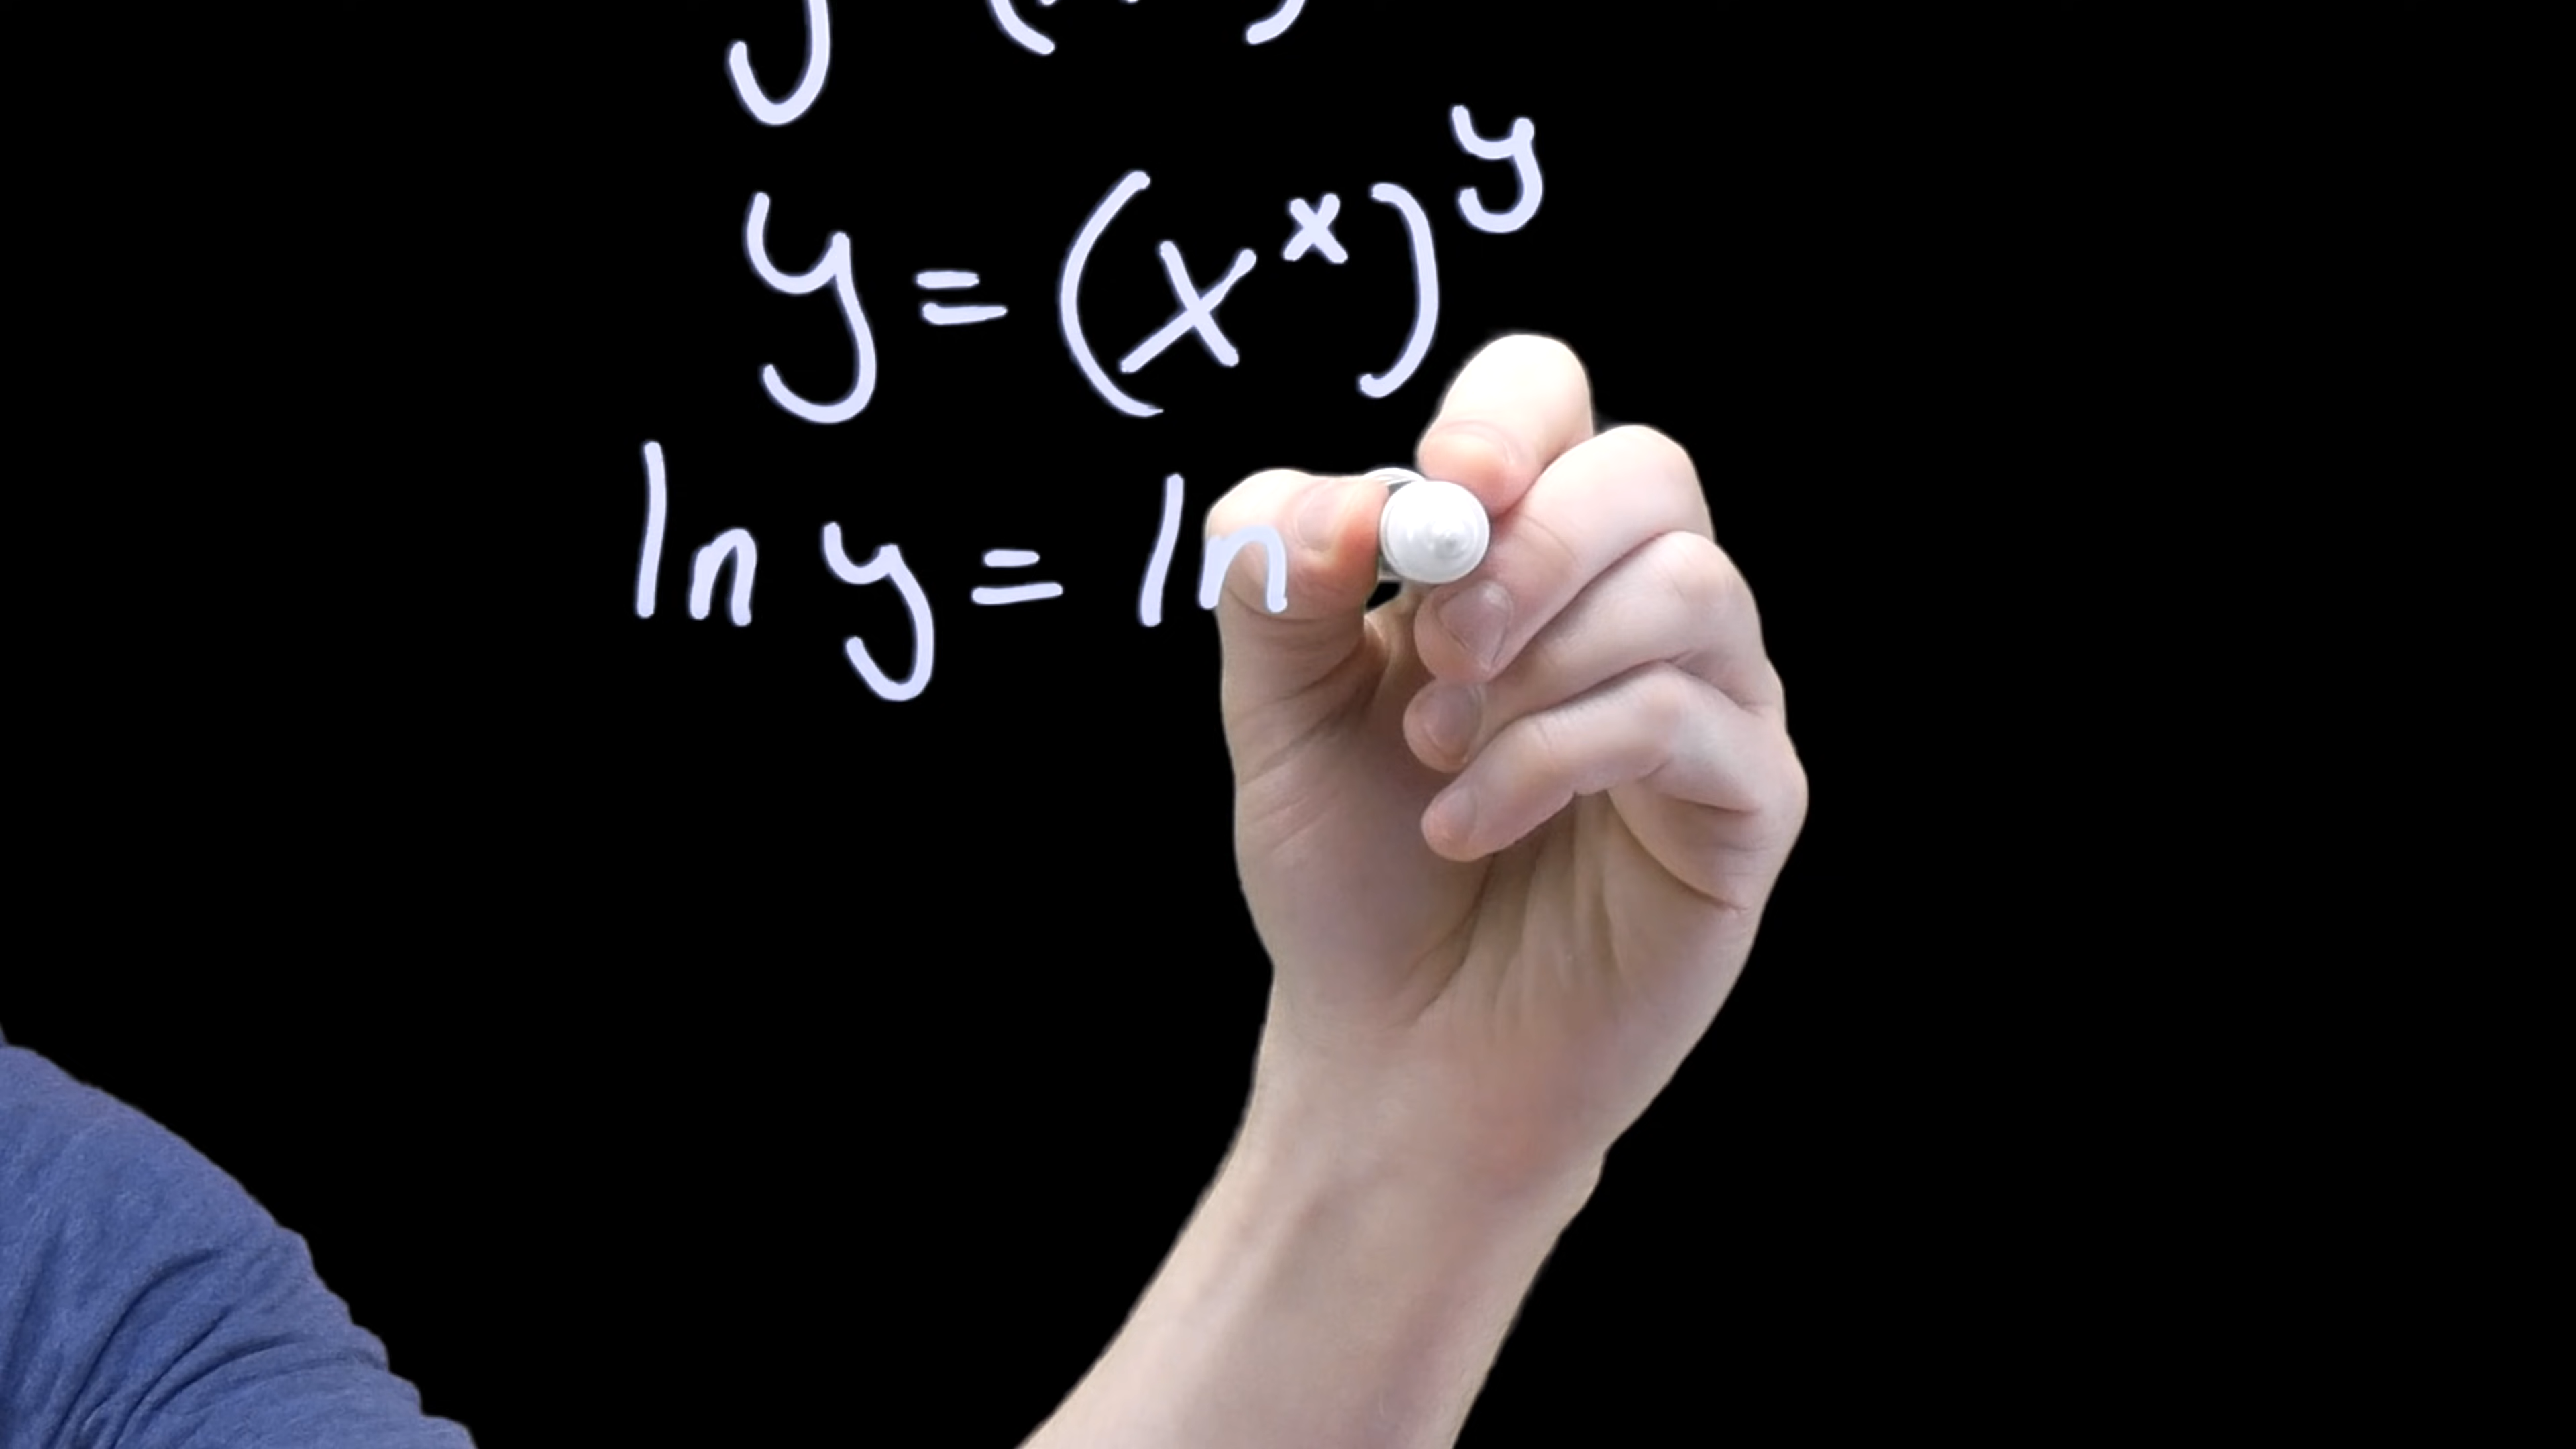 y = (x^x)^y
ln y = ln